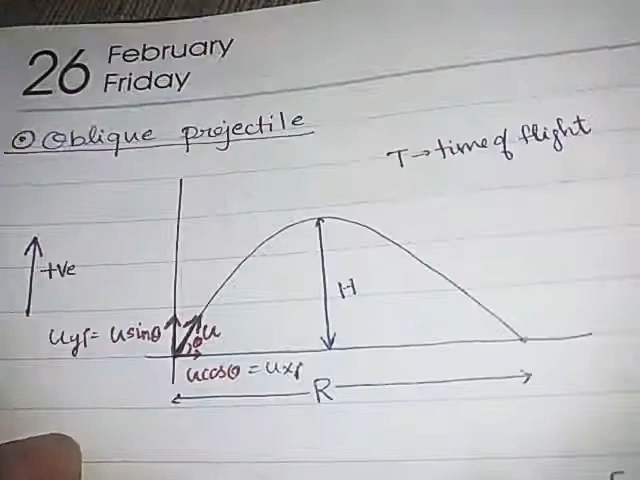 26 February
Friday
⊙ Oblique projectile
T→time of flight
+ve
H
uyi = usinθ
u
θ
ucosθ = uxi
R